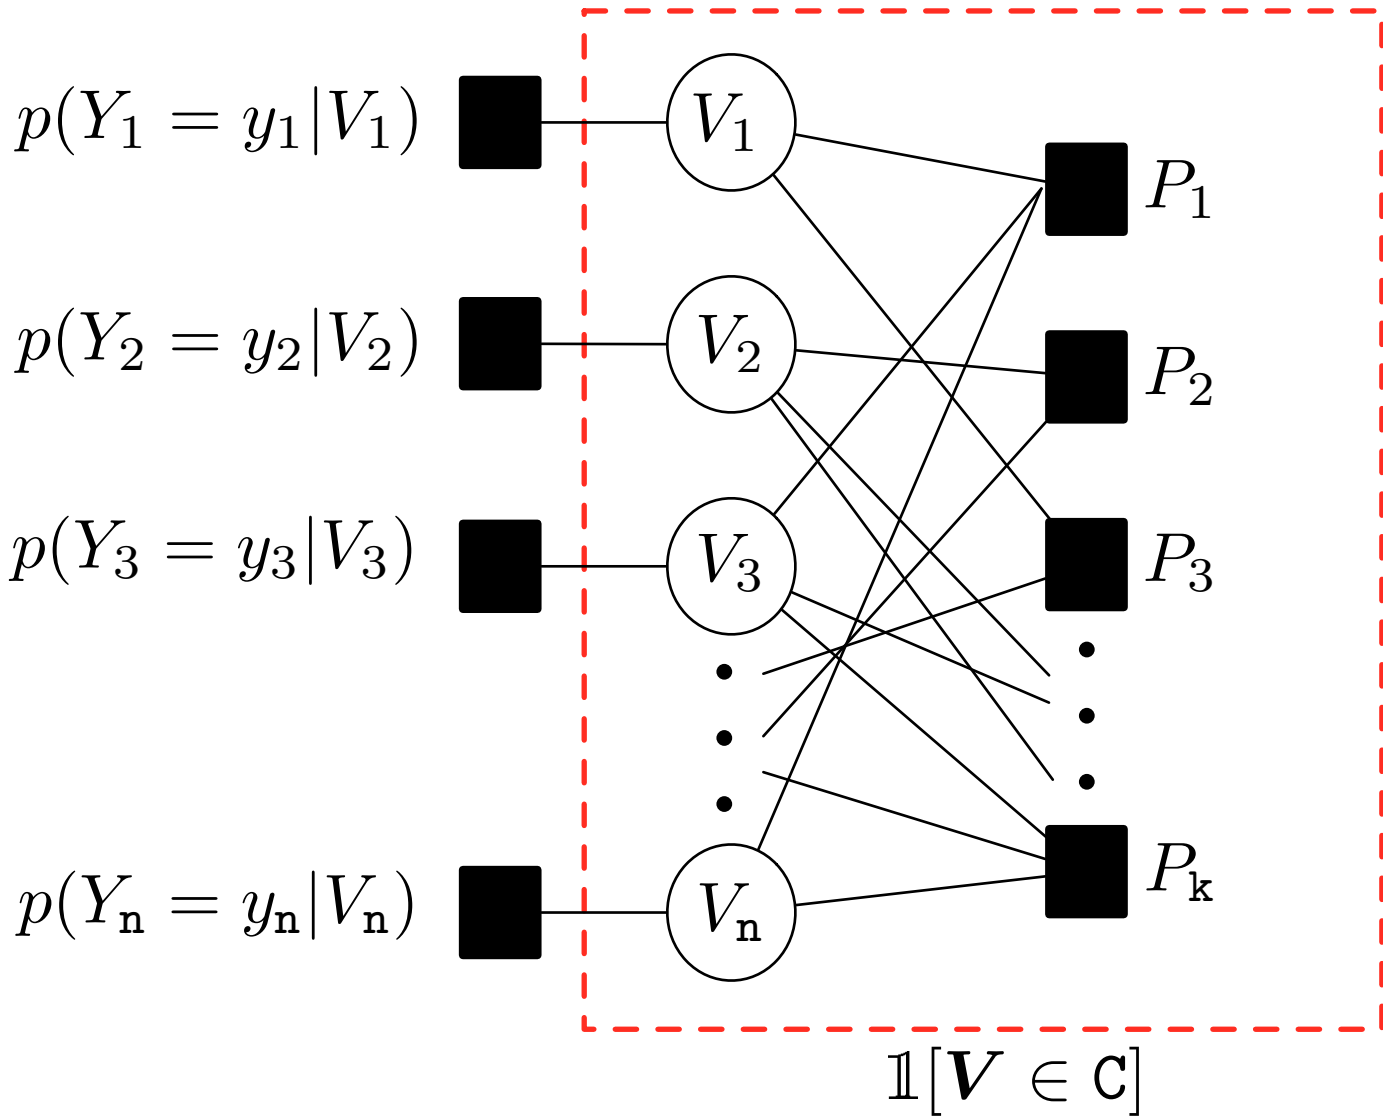 p(Y₁ = y₁|V₁)
V₁
P₁
p(Y₂ = y₂|V₂)
V₂
P₂
p(Y₃ = y₃|V₃)
V₃
P₃
p(Yₙ = yₙ|Vₙ)
Vₙ
Pₖ
𝟙[𝑽 ∈ C]